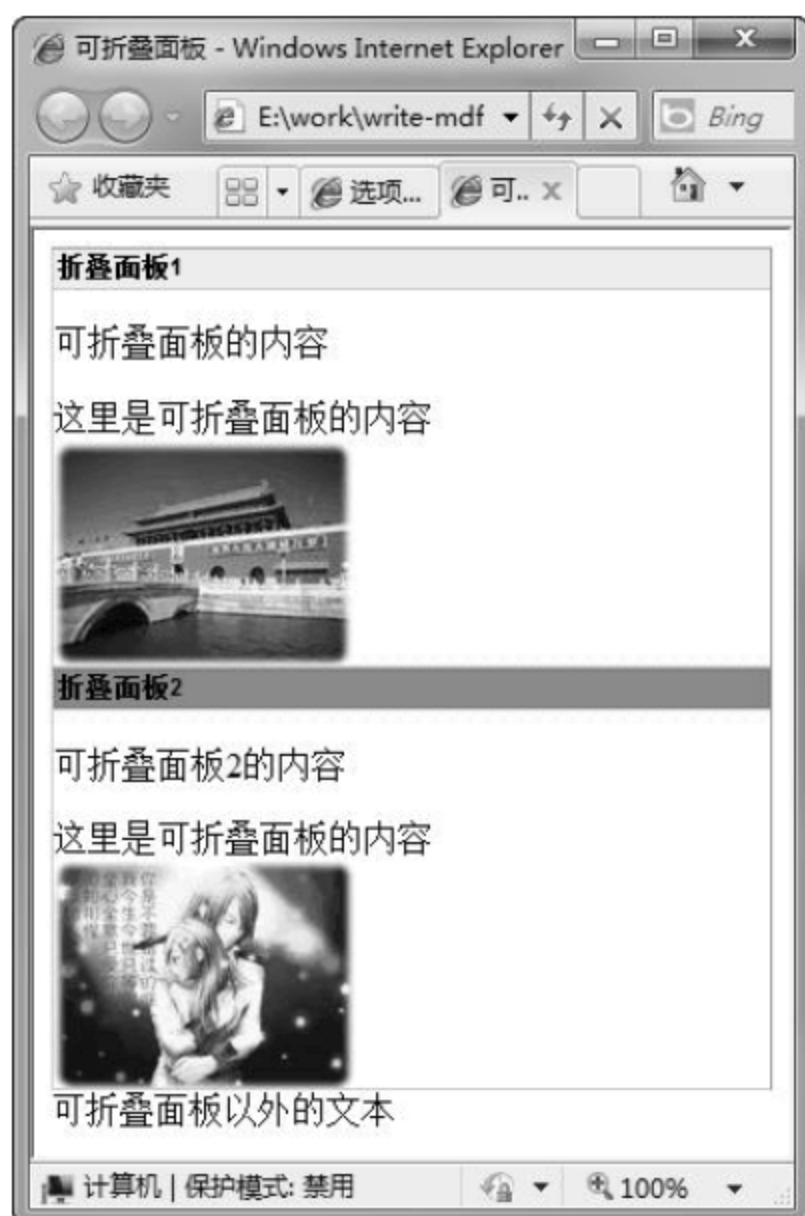 可折叠面板 - Windows Internet Explorer
E:\work\write-mdf
Bing
收藏夹
选项...
可..
折叠面板1
可折叠面板的内容
这里是可折叠面板的内容
折叠面板2
可折叠面板2的内容
这里是可折叠面板的内容
可折叠面板以外的文本
计算机 | 保护模式: 禁用
100%